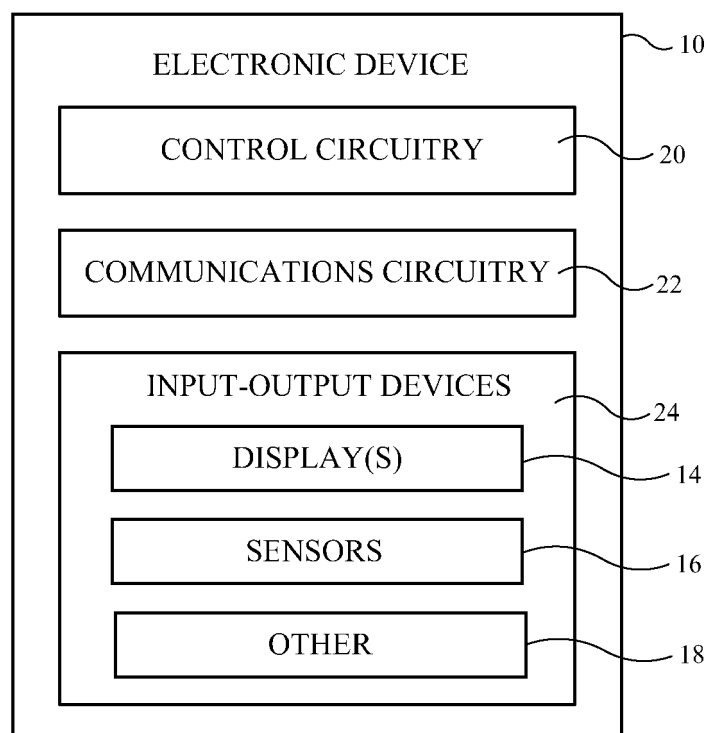 10
ELECTRONIC DEVICE
CONTROL CIRCUITRY
20
COMMUNICATIONS CIRCUITRY
22
INPUT-OUTPUT DEVICES
24
DISPLAY(S)
14
SENSORS
16
OTHER
18